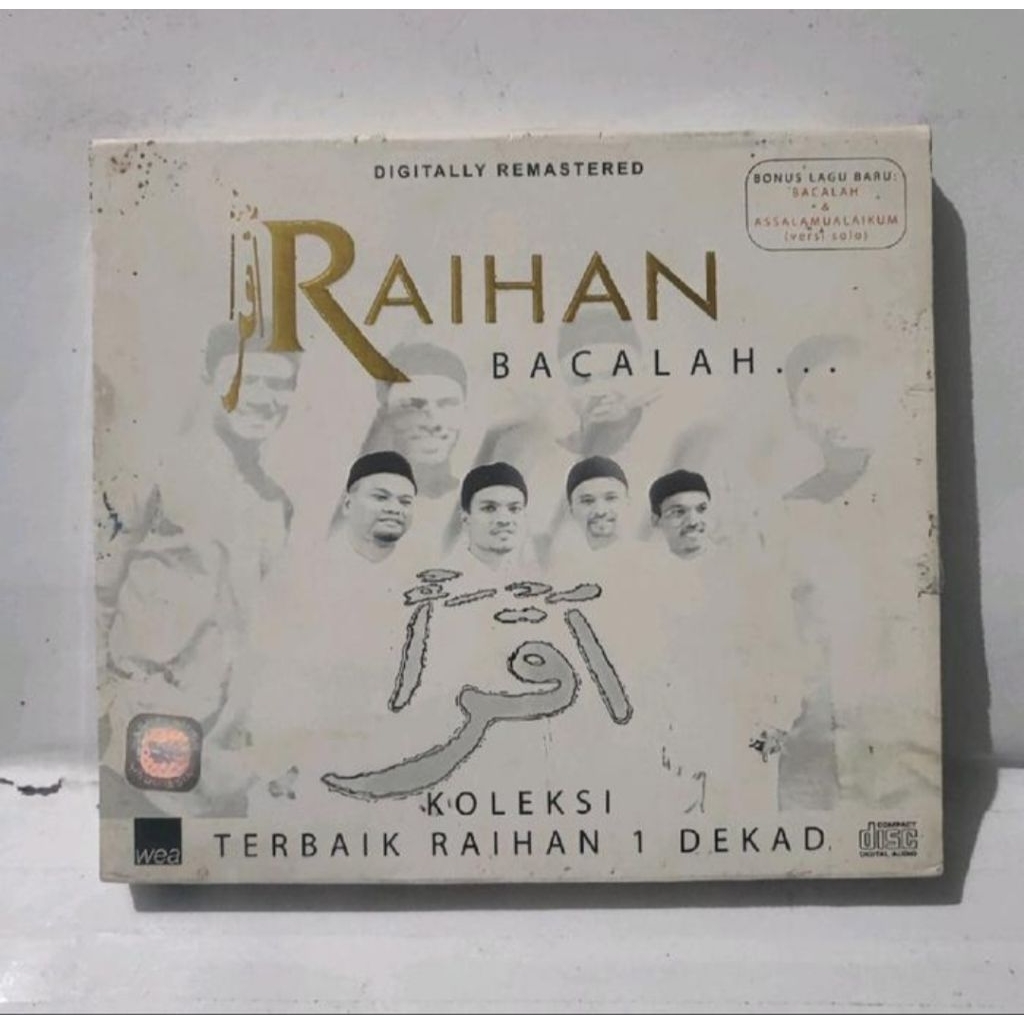 DIGITALLY REMASTERED
BONUS LAGU BARU:
BACALAH
&
ASSALAMUALAIKUM
(versi solo)
اقرأ
RAIHAN
BACALAH...
اقرأ
KOLEKSI
TERBAIK RAIHAN 1 DEKAD
wea
COMPACT
disc
DIGITAL AUDIO